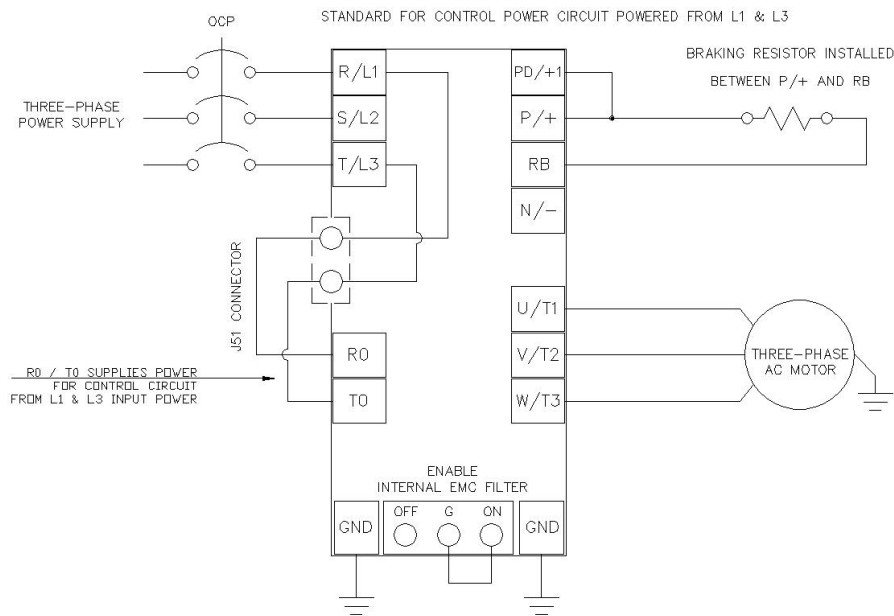 STANDARD FOR CONTROL POWER CIRCUIT POWERED FROM L1 & L3
OCP
BRAKING RESISTOR INSTALLED
BETWEEN P/+ AND RB
THREE-PHASE
POWER SUPPLY
R/L1
S/L2
T/L3
PD/+1
P/+
RB
N/-
J51 CONNECTOR
U/T1
V/T2
W/T3
THREE-PHASE
AC MOTOR
R0
T0
R0 / T0 SUPPLIES POWER
FOR CONTROL CIRCUIT
FROM L1 & L3 INPUT POWER
ENABLE
INTERNAL EMC FILTER
GND
OFF
G
ON
GND